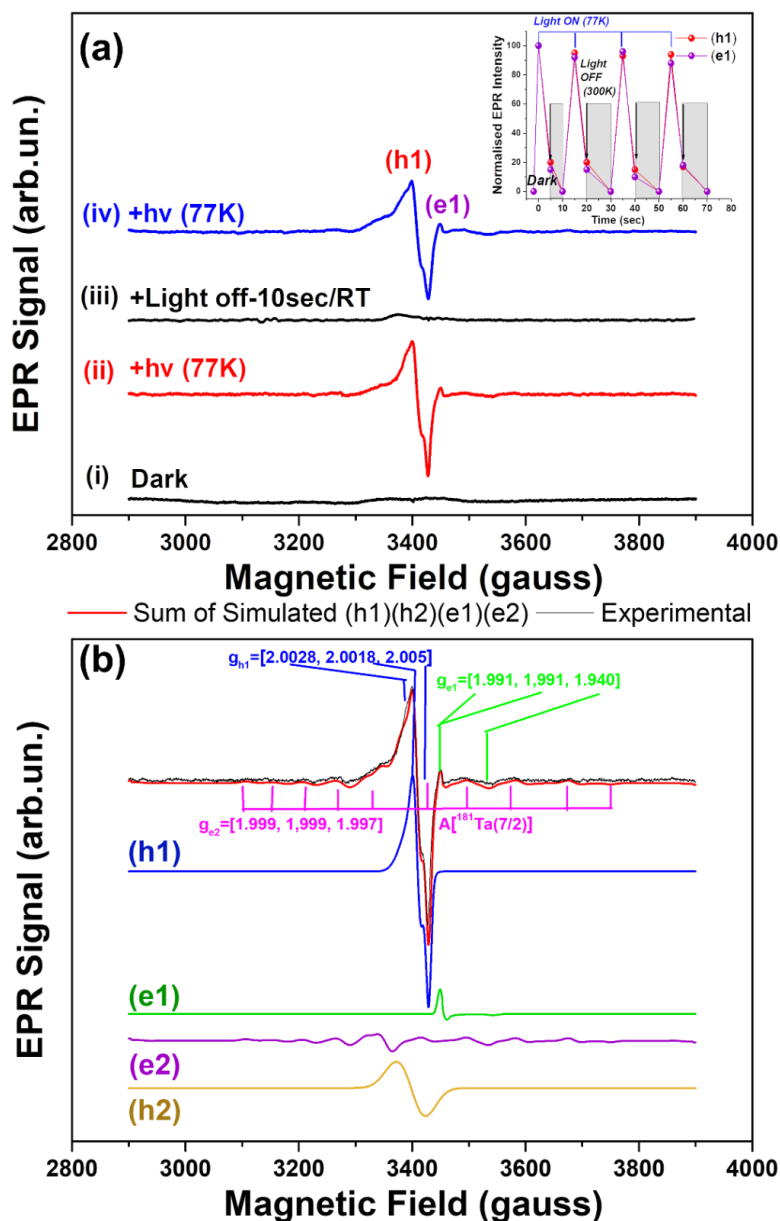 (a)
Light ON (77K)
(h1)
(e1)
Light
OFF
(300K)
Dark
Normalised EPR Intensity
100
80
60
40
20
0
0 10 20 30 40 50 60 70 80
Time (sec)
(h1)
(e1)
(iv) +hv (77K)
(iii) +Light off-10sec/RT
(ii) +hv (77K)
(i) Dark
EPR Signal (arb.un.)
2800 3000 3200 3400 3600 3800 4000
Magnetic Field (gauss)
Sum of Simulated (h1)(h2)(e1)(e2) Experimental
(b)
gh1=[2.0028, 2.0018, 2.005]
ge1=[1.991, 1,991, 1.940]
ge2=[1.999, 1,999, 1.997]
A[181Ta(7/2)]
(h1)
(e1)
(e2)
(h2)
EPR Signal (arb.un.)
2800 3000 3200 3400 3600 3800 4000
Magnetic Field (gauss)